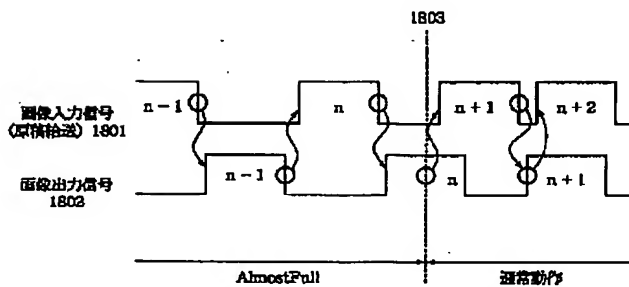 1803
画像入力信号
(原稿給送) 1801
n-1
n
n+1
n+2
画像出力信号
1802
n-1
n
n+1
AlmostFull
通常動作